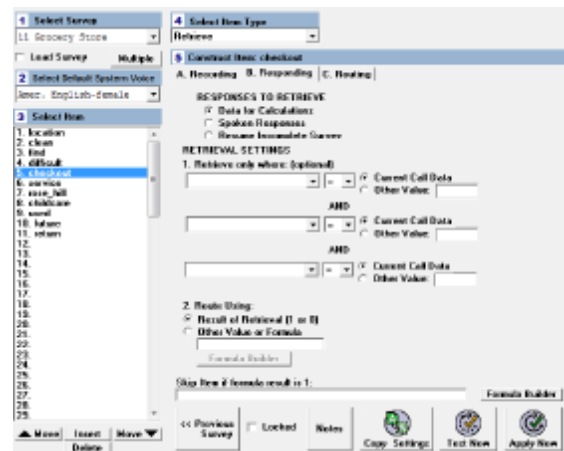 1 Select Survey
11 Grocery Store
Load Survey
Multiple
2 Select Default System Voice
Amer. English-female
3 Select Item
1. location
2. clean
3. find
4. difficult
5. checkout
6. service
7. rose_hill
8. childcare
9. used
10. future
11. return
12.
13.
14.
15.
16.
17.
18.
19.
20.
21.
22.
23.
24.
25.
26.
27.
28.
29.
Move
Insert
Move
Delete
4 Select Item Type
Retrieve
5 Construct Item: checkout
A. Recording
B. Responding
C. Routing
RESPONSES TO RETRIEVE
Data for Calculations
Spoken Responses
Resume Incomplete Survey
RETRIEVAL SETTINGS
1. Retrieve only where: (optional)
= Current Call Data
Other Value:
AND
= Current Call Data
Other Value:
AND
= Current Call Data
Other Value:
2. Route Using:
Result of Retrieval (1 or 0)
Other Value or Formula
Formula Builder
Skip Item if formula result is 1:
Formula Builder
<< Previous
Survey
Locked
Notes
Copy Settings
Test Now
Apply Now